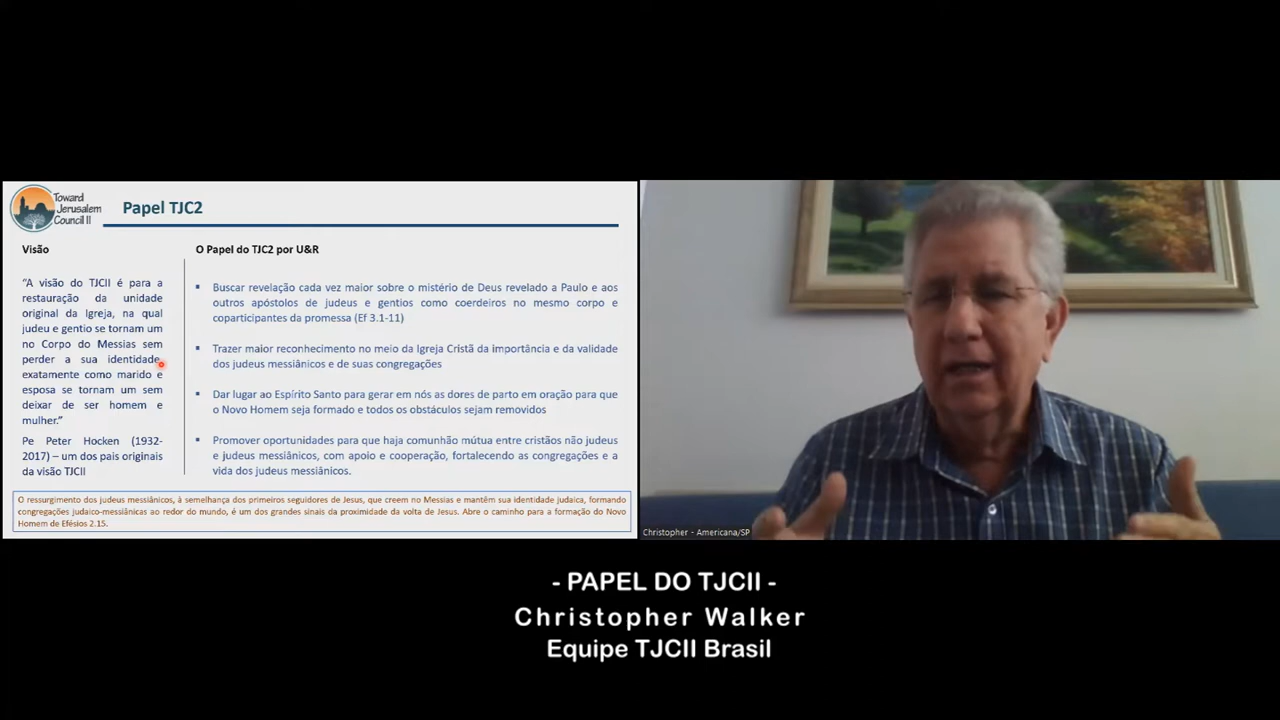 Toward
Jerusalem
Council II
Papel TJC2
Visão
"A visão do TJCII é para a
restauração da unidade
original da Igreja, na qual
judeu e gentio se tornam um
no Corpo do Messias sem
perder a sua identidade,
exatamente como marido e
esposa se tornam um sem
deixar de ser homem e
mulher."
Pe Peter Hocken (1932-
2017) – um dos pais originais
da visão TJCII
O Papel do TJC2 por U&R
▪ Buscar revelação cada vez maior sobre o mistério de Deus revelado a Paulo e aos
outros apóstolos de judeus e gentios como coerdeiros no mesmo corpo e
coparticipantes da promessa (Ef 3.1-11)
▪ Trazer maior reconhecimento no meio da Igreja Cristã da importância e da validade
dos judeus messiânicos e de suas congregações
▪ Dar lugar ao Espírito Santo para gerar em nós as dores de parto em oração para que
o Novo Homem seja formado e todos os obstáculos sejam removidos
▪ Promover oportunidades para que haja comunhão mútua entre cristãos não judeus
e judeus messiânicos, com apoio e cooperação, fortalecendo as congregações e a
vida dos judeus messiânicos.
O ressurgimento dos judeus messiânicos, à semelhança dos primeiros seguidores de Jesus, que creem no Messias e mantêm sua identidade judaica, formando
congregações judaico-messiânicas ao redor do mundo, é um dos grandes sinais da proximidade da volta de Jesus. Abre o caminho para a formação do Novo
Homem de Efésios 2.15.
Christopher - Americana/SP
- PAPEL DO TJCII -
Christopher Walker
Equipe TJCII Brasil